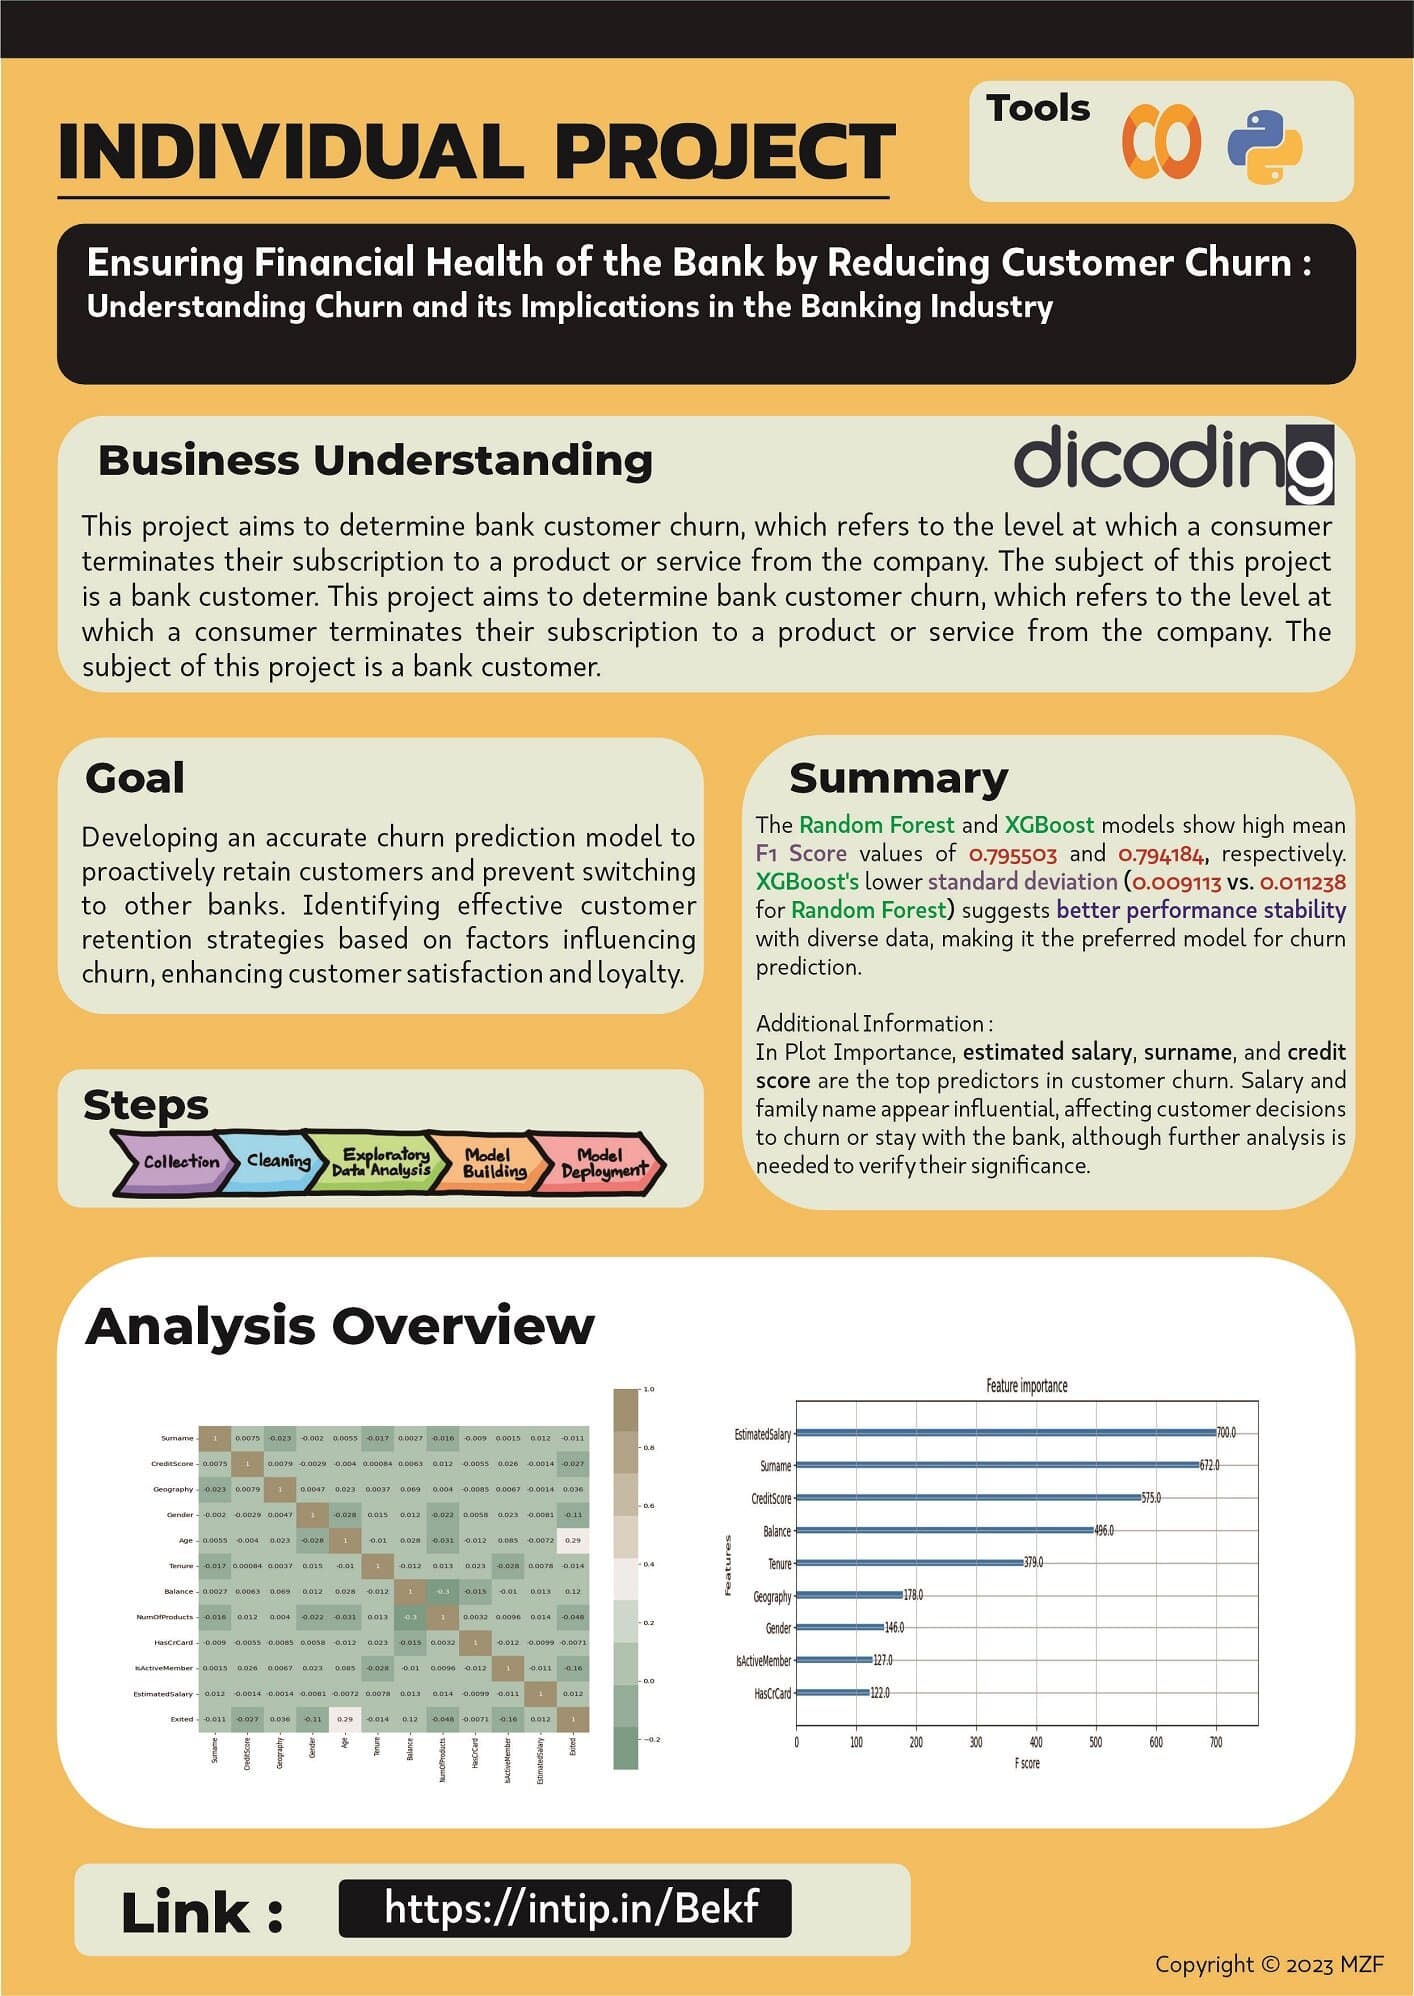 INDIVIDUAL PROJECT
Tools
Ensuring Financial Health of the Bank by Reducing Customer Churn :
Understanding Churn and its Implications in the Banking Industry
Business Understanding
dicoding
This project aims to determine bank customer churn, which refers to the level at which a consumer
terminates their subscription to a product or service from the company. The subject of this project
is a bank customer. This project aims to determine bank customer churn, which refers to the level at
which a consumer terminates their subscription to a product or service from the company. The
subject of this project is a bank customer.
Goal
Developing an accurate churn prediction model to
proactively retain customers and prevent switching
to other banks. Identifying effective customer
retention strategies based on factors influencing
churn, enhancing customer satisfaction and loyalty.
Steps
Collection
Cleaning
Exploratory
Data Analysis
Model
Building
Model
Deployment
Summary
The Random Forest and XGBoost models show high mean
F1 Score values of 0.795503 and 0.794184, respectively.
XGBoost's lower standard deviation (0.009113 vs. 0.011238
for Random Forest) suggests better performance stability
with diverse data, making it the preferred model for churn
prediction.
Additional Information :
In Plot Importance, estimated salary, surname, and credit
score are the top predictors in customer churn. Salary and
family name appear influential, affecting customer decisions
to churn or stay with the bank, although further analysis is
needed to verify their significance.
Analysis Overview
Surname 1 0.0075 -0.023 -0.002 0.0055 -0.017 0.0027 -0.016 -0.009 0.0015 0.012 -0.011
CreditScore 0.0075 1 0.0079 -0.0029 -0.004 0.00084 0.0063 0.012 -0.0055 0.026 -0.0014 -0.027
Geography -0.023 0.0079 1 0.0047 0.023 0.0037 0.069 0.004 -0.0085 0.0067 -0.0014 0.036
Gender -0.002 -0.0029 0.0047 1 -0.028 0.015 0.012 -0.022 0.0058 0.023 -0.0081 -0.11
Age 0.0055 -0.004 0.023 -0.028 1 -0.01 0.028 -0.031 -0.012 0.085 -0.0072 0.29
Tenure -0.017 0.00084 0.0037 0.015 -0.01 1 -0.012 0.013 0.023 -0.028 0.0078 -0.014
Balance 0.0027 0.0063 0.069 0.012 0.028 -0.012 1 -0.3 -0.015 -0.01 0.013 0.12
NumOfProducts -0.016 0.012 0.004 -0.022 -0.031 0.013 -0.3 1 0.0032 0.0096 0.014 -0.048
HasCrCard -0.009 -0.0055 -0.0085 0.0058 -0.012 0.023 -0.015 0.0032 1 -0.012 -0.0099 -0.0071
IsActiveMember 0.0015 0.026 0.0067 0.023 0.085 -0.028 -0.01 0.0096 -0.012 1 -0.011 -0.16
EstimatedSalary 0.012 -0.0014 -0.0014 -0.0081 -0.0072 0.0078 0.013 0.014 -0.0099 -0.011 1 0.012
Exited -0.011 -0.027 0.036 -0.11 0.29 -0.014 0.12 -0.048 -0.0071 -0.16 0.012 1
Surname CreditScore Geography Gender Age Tenure Balance NumOfProducts HasCrCard IsActiveMember EstimatedSalary Exited
1.0
0.8
0.6
0.4
0.2
0.0
-0.2
Feature importance
Features
EstimatedSalary 700.0
Surname 672.0
CreditScore 575.0
Balance 496.0
Tenure 379.0
Geography 178.0
Gender 146.0
IsActiveMember 127.0
HasCrCard 122.0
0 100 200 300 400 500 600 700
F score
Link :
https://intip.in/Bekf
Copyright © 2023 MZF